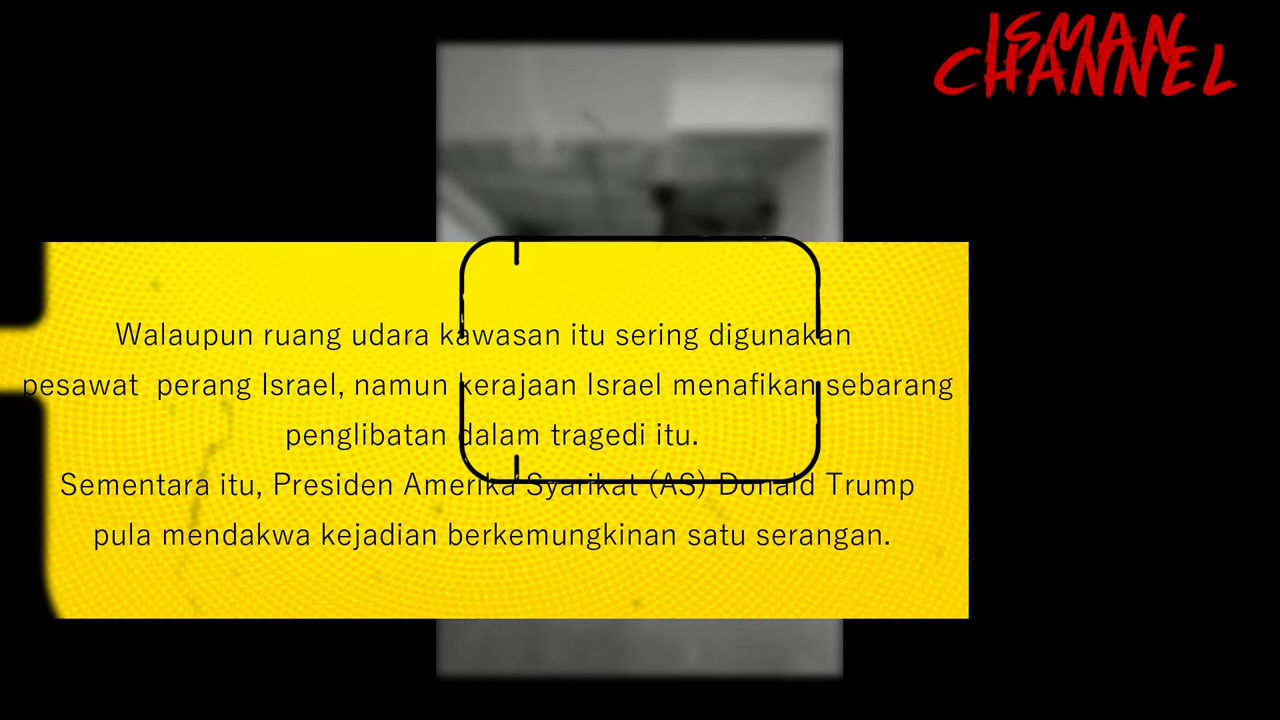 ISMAN
CHANNEL
Walaupun ruang udara kawasan itu sering digunakan
pesawat perang Israel, namun kerajaan Israel menafikan sebarang
penglibatan dalam tragedi itu.
Sementara itu, Presiden Amerika Syarikat (AS) Donald Trump
pula mendakwa kejadian berkemungkinan satu serangan.